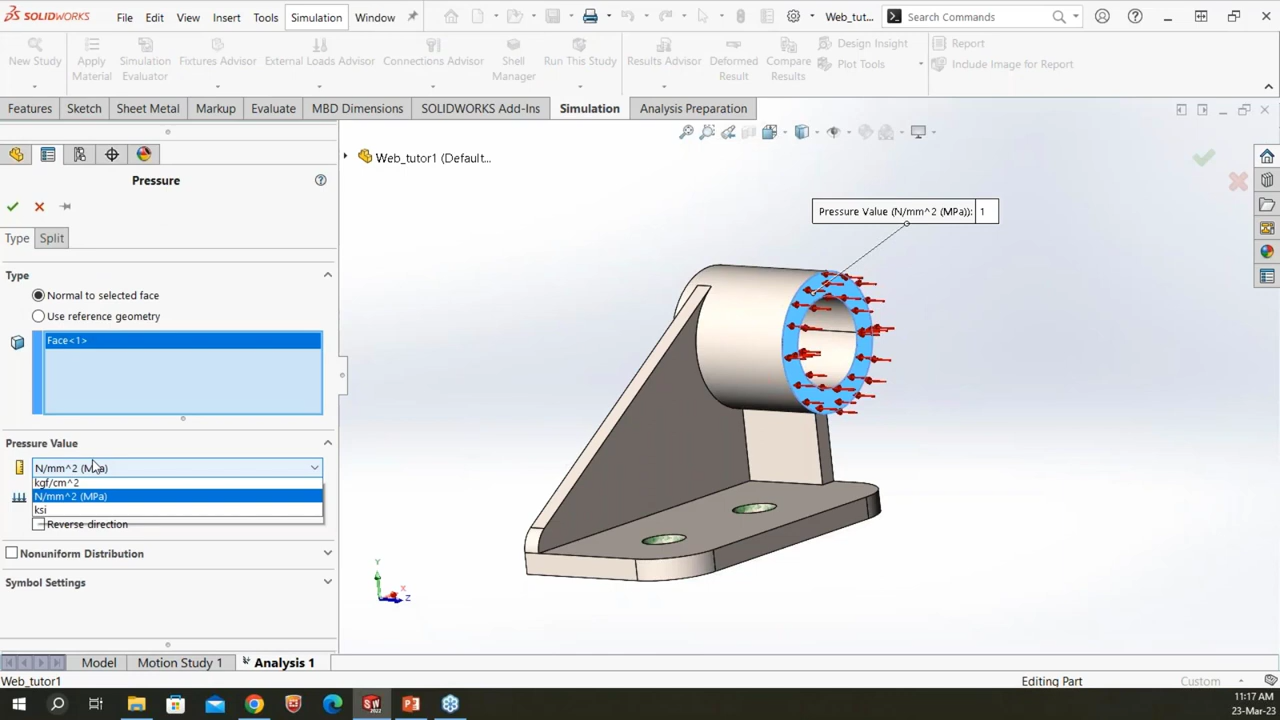 SOLIDWORKS File Edit View Insert Tools Simulation Window Web_tut... Search Commands
New Study Apply Material Simulation Evaluator Fixtures Advisor External Loads Advisor Connections Advisor Shell Manager Run This Study Results Advisor Deformed Result Compare Results Design Insight Plot Tools Report Include Image for Report
Features Sketch Sheet Metal Markup Evaluate MBD Dimensions SOLIDWORKS Add-Ins Simulation Analysis Preparation
Web_tutor1 (Default...
Pressure
Type Split
Type
Normal to selected face
Use reference geometry
Face<1>
Pressure Value
N/mm^2 (MPa)
kgf/cm^2
N/mm^2 (MPa)
ksi
Reverse direction
Nonuniform Distribution
Symbol Settings
Pressure Value (N/mm^2 (MPa)): 1
Y
X
Z
Model Motion Study 1 Analysis 1
Web_tutor1 Editing Part Custom
11:17 AM
23-Mar-23